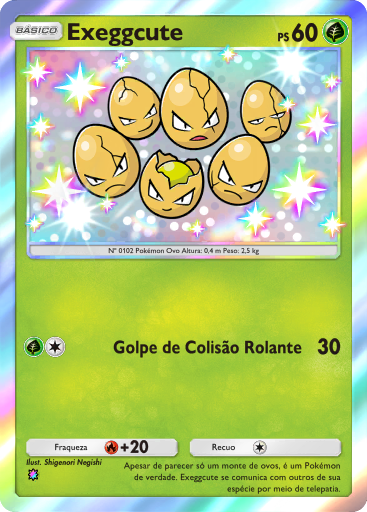 BÁSICO Exeggcute PS 60
Nº 0102 Pokémon Ovo Altura: 0,4 m Peso: 2,5 kg
Golpe de Colisão Rolante 30
Fraqueza +20 Recuo
Ilust. Shigenori Negishi
Apesar de parecer só um monte de ovos, é um Pokémon
de verdade. Exeggcute se comunica com outros de sua
espécie por meio de telepatia.